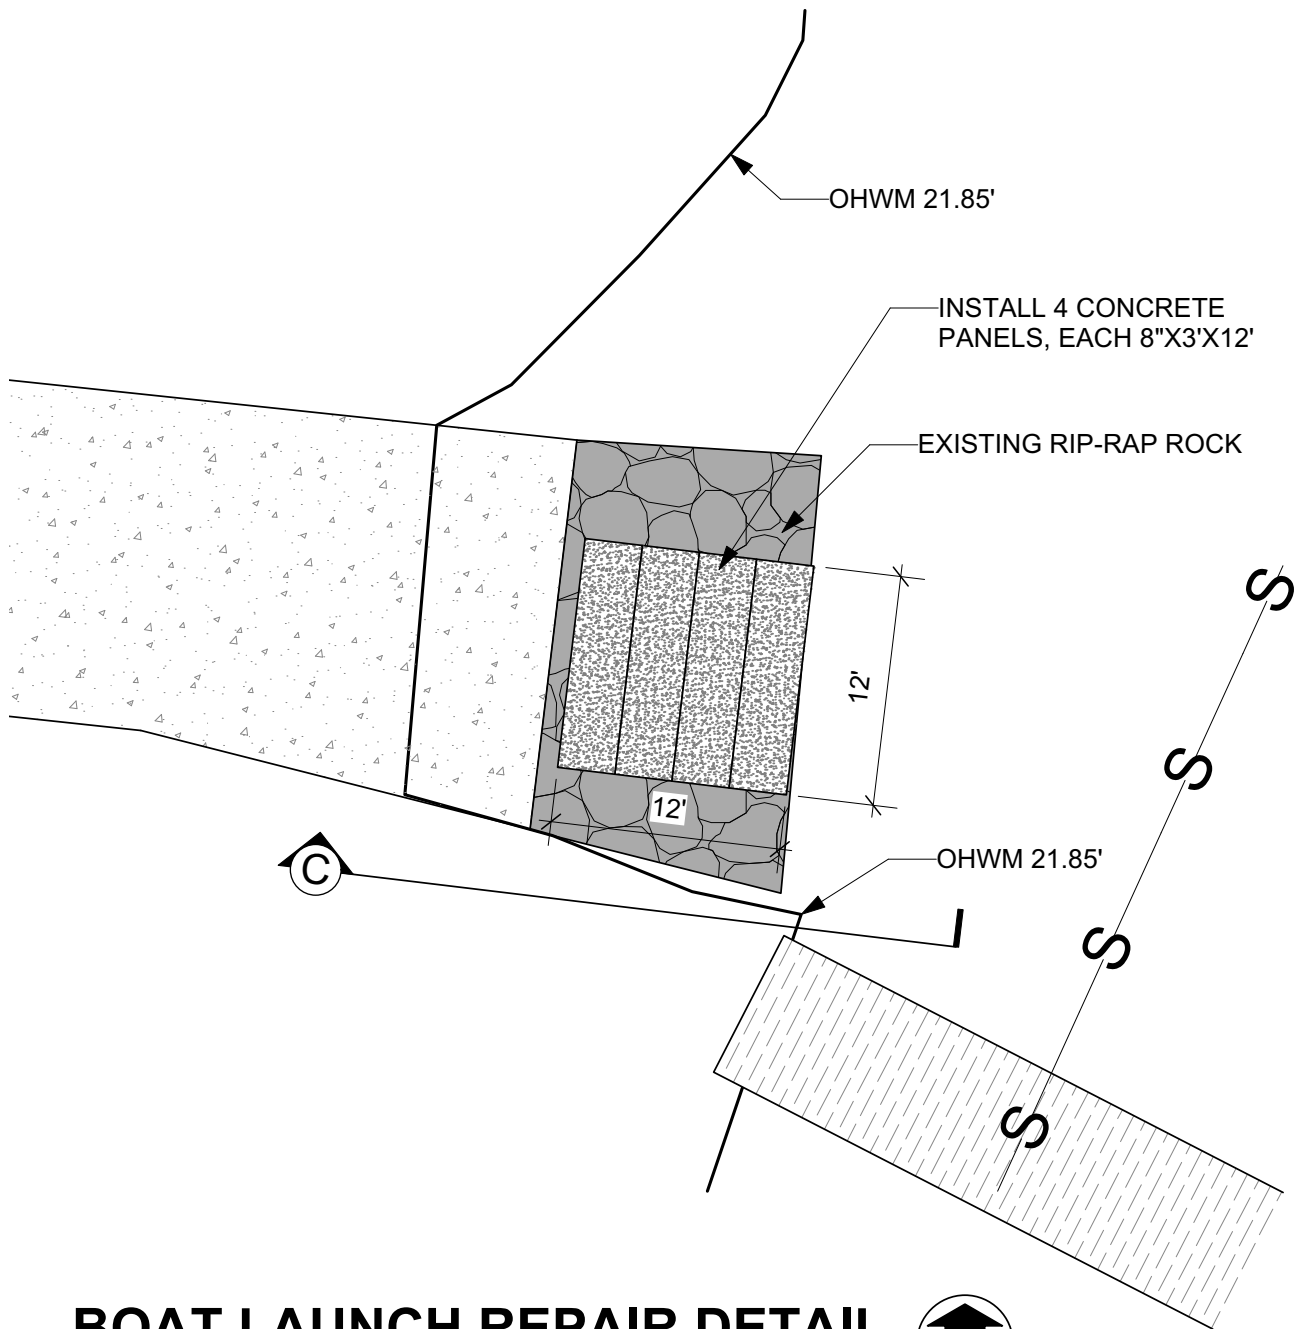 OHWM 21.85'
INSTALL 4 CONCRETE
PANELS, EACH 8"X3'X12'
EXISTING RIP-RAP ROCK
S
12'
S
12'
OHWM 21.85'
C
S
S
BOAT LAUNCH REPAIR DETAIL